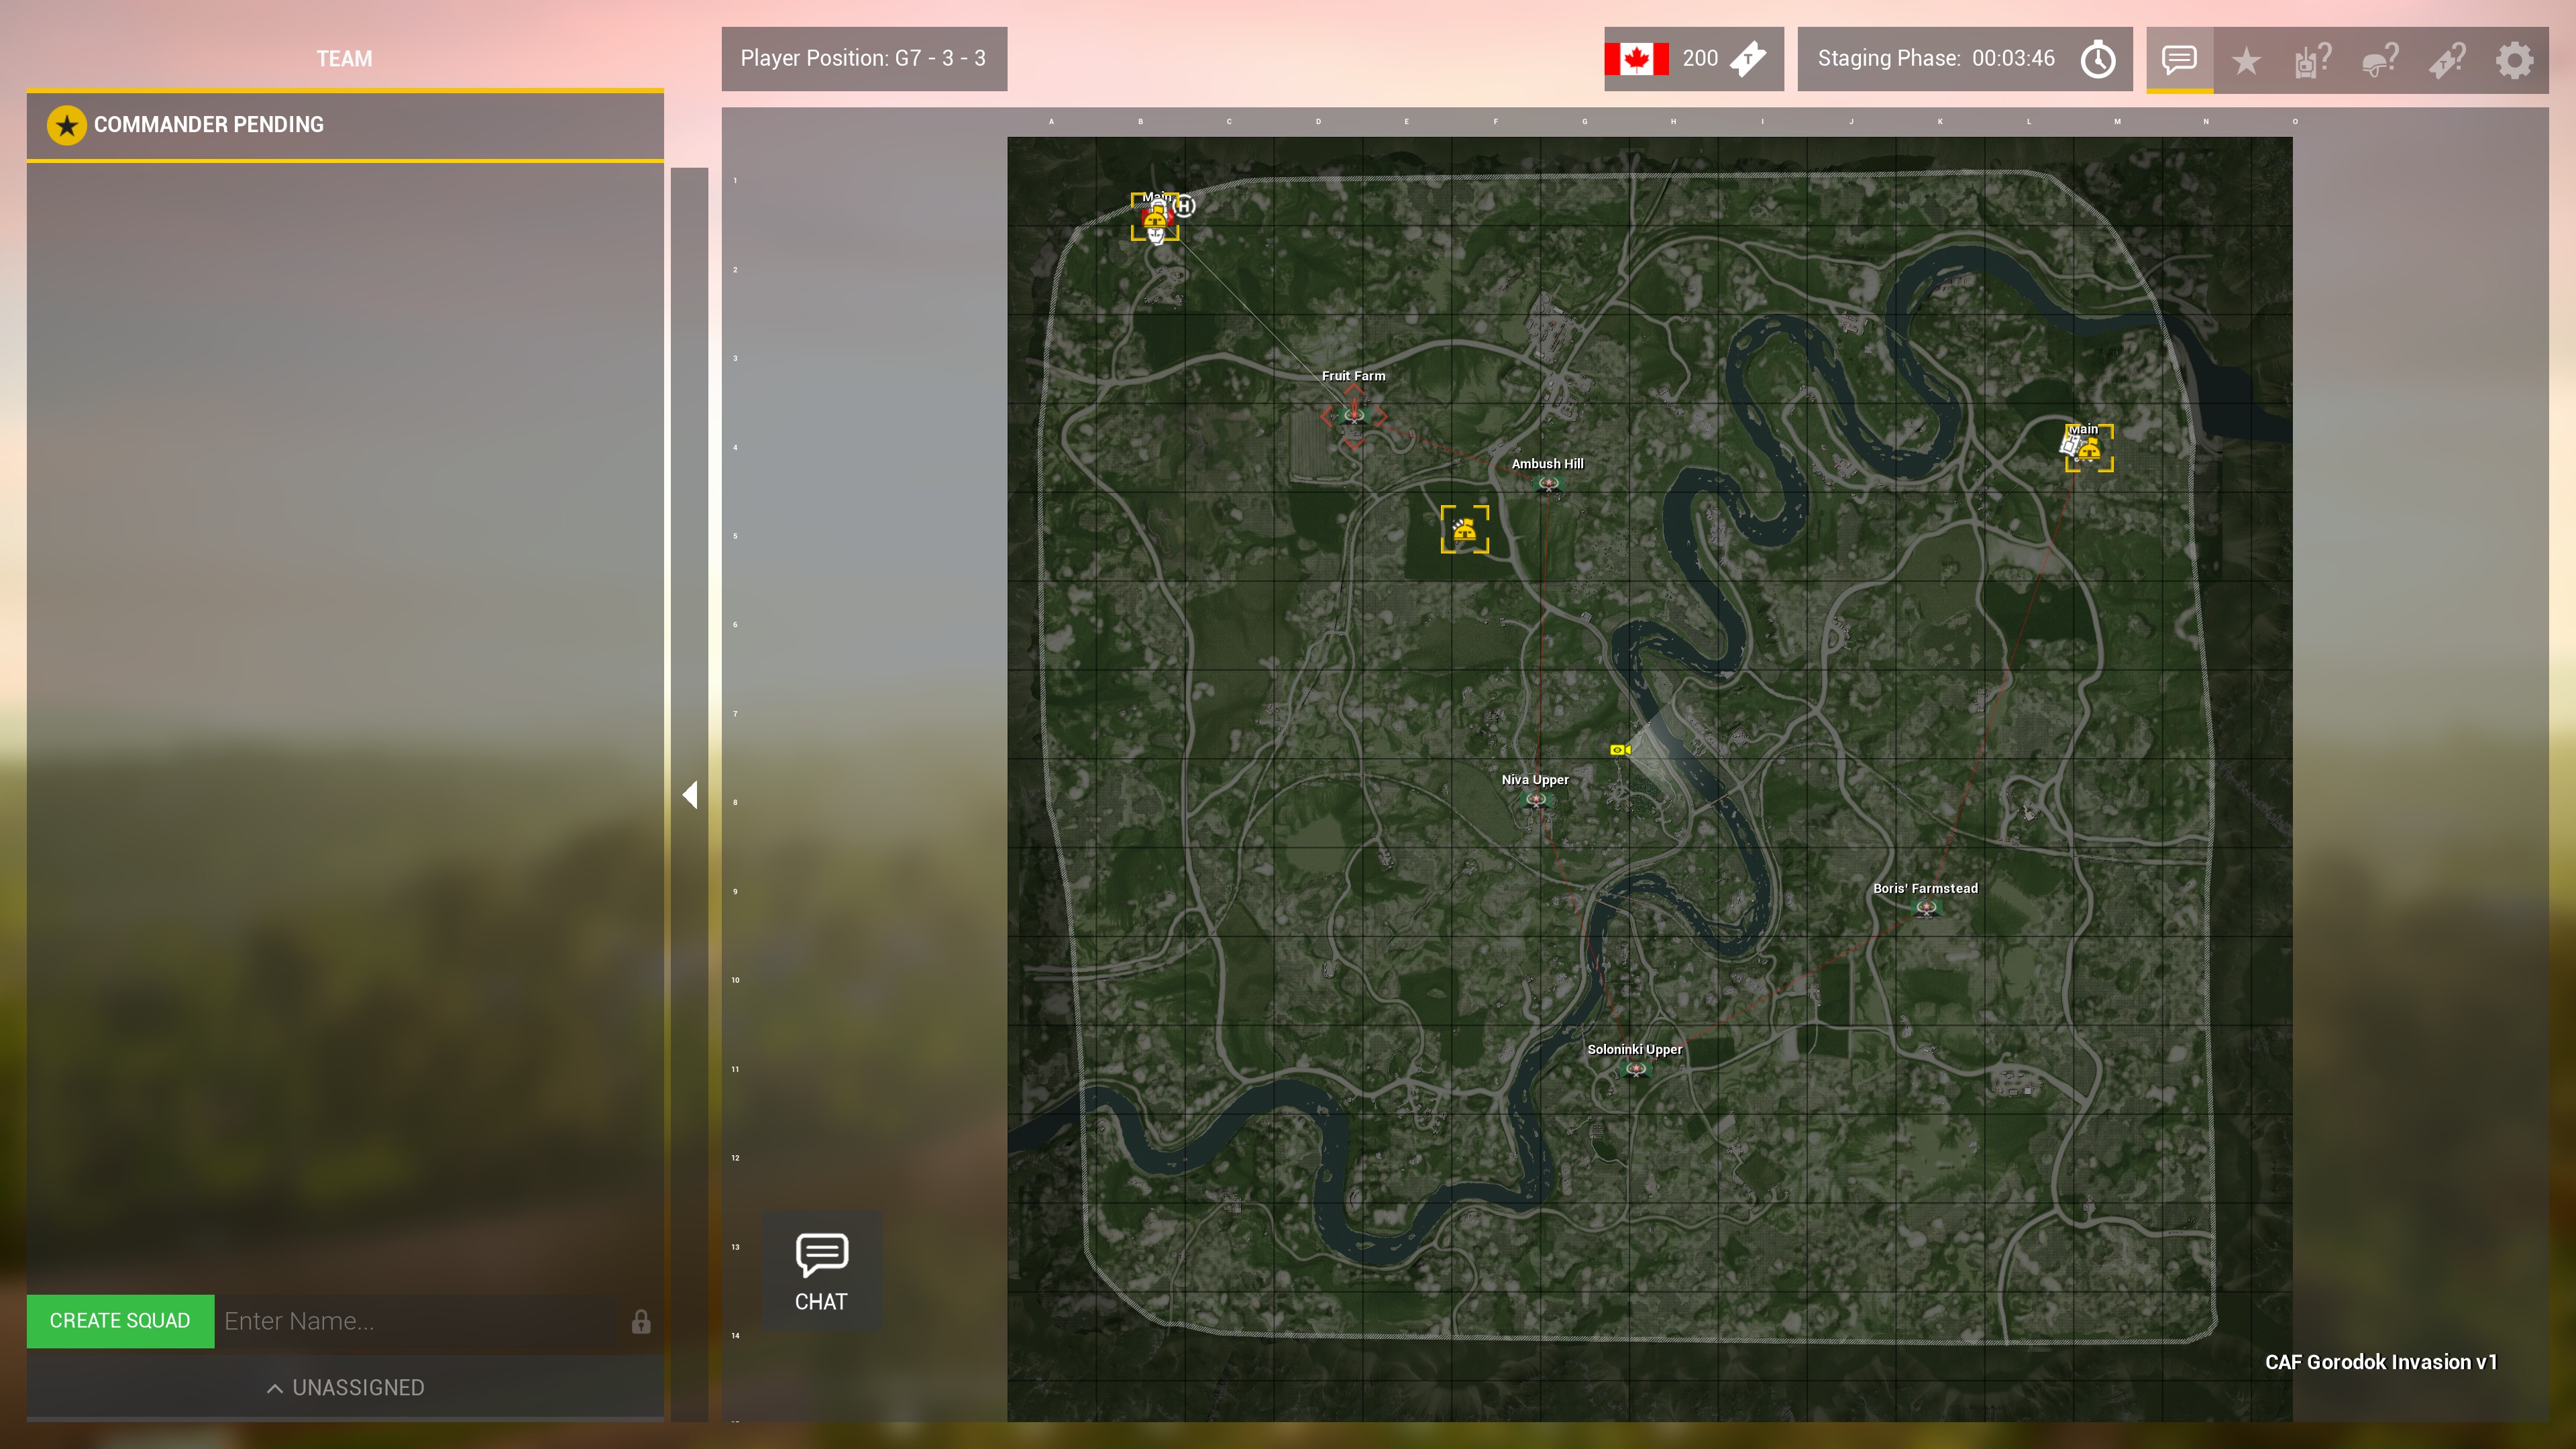 TEAM
Player Position: G7 - 3 - 3
200
T
Staging Phase: 00:03:46
? ? ?
COMMANDER PENDING
A B C D E F G H I J K L M N O
1
2
3
4
5
6
7
8
9
10
11
12
13
14
Main
H
Fruit Farm
Main
Ambush Hill
Niva Upper
Boris' Farmstead
Soloninki Upper
CHAT
CREATE SQUAD
Enter Name...
UNASSIGNED
CAF Gorodok Invasion v1